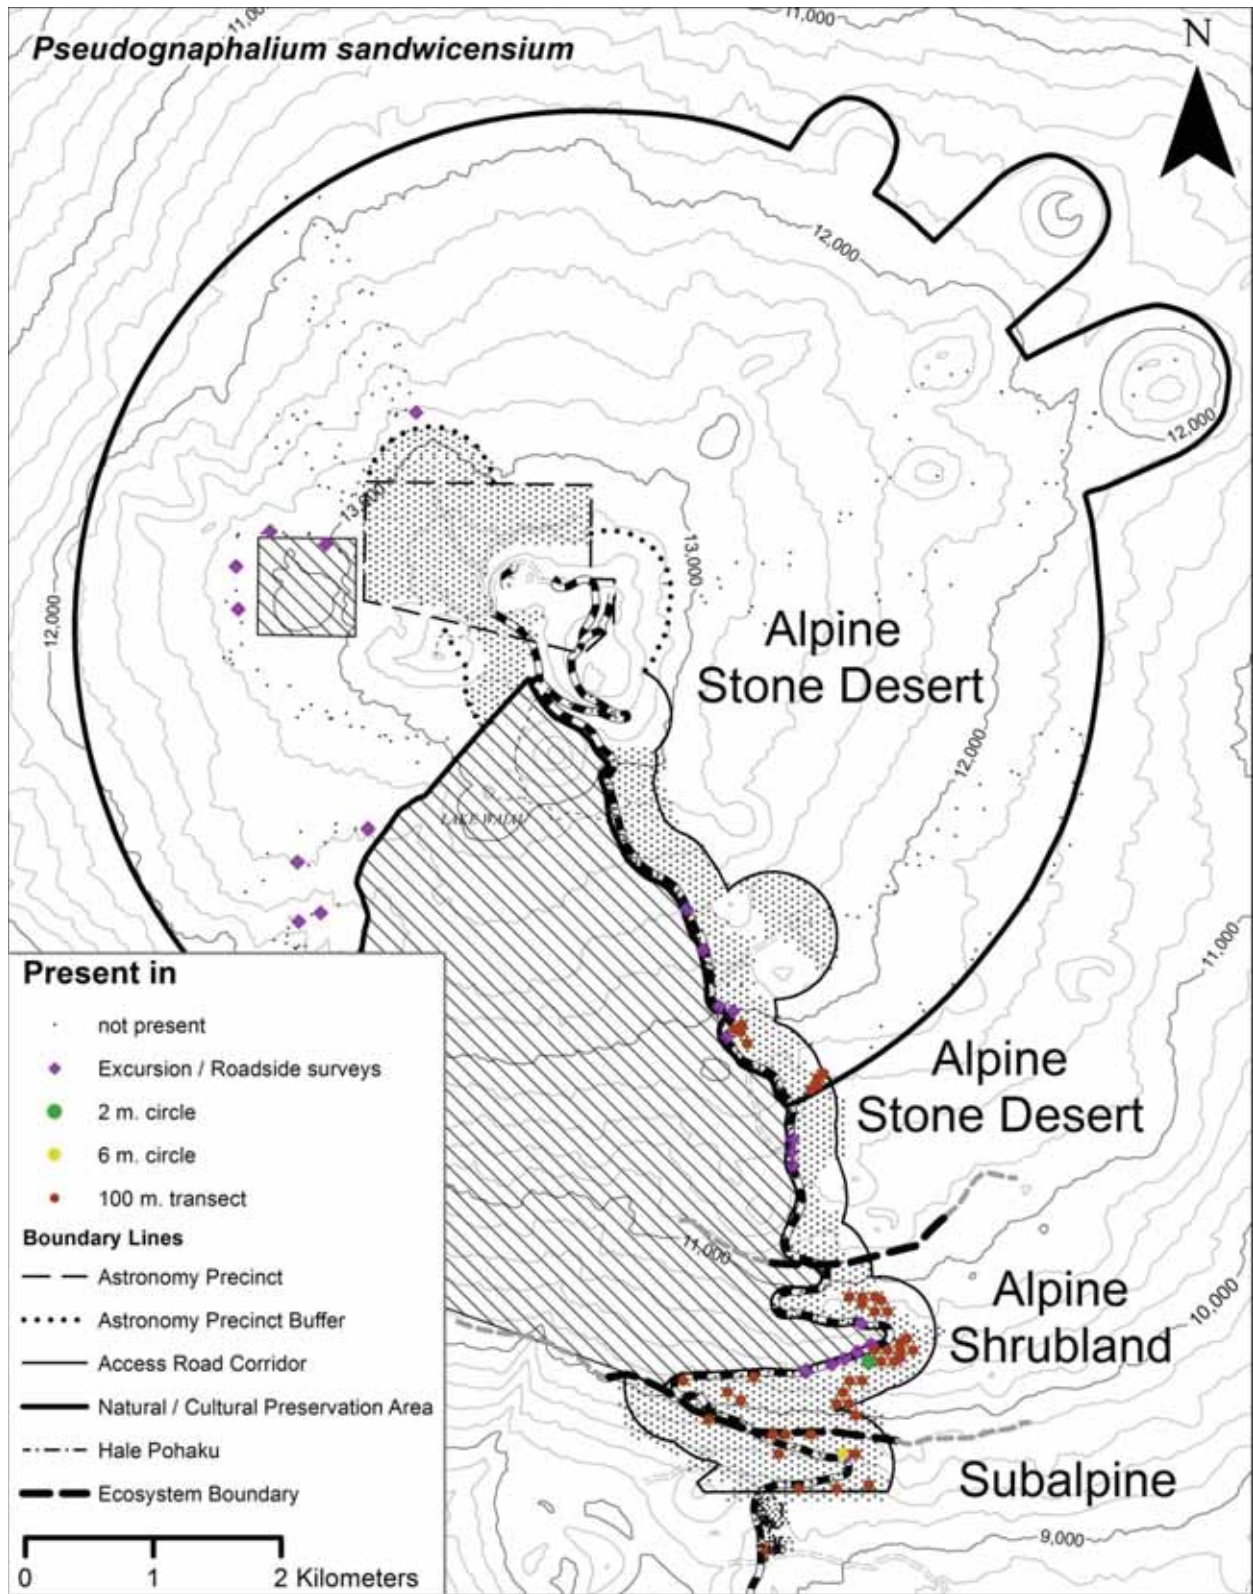 11,000
11,000
Pseudognaphalium sandwicensium
N
12,000
12,000
13,000
13,000
12,000
Alpine
Stone Desert
12,000
LAKE WAIAU
11,000
Present in
not present
Excursion / Roadside surveys
2 m. circle
6 m. circle
100 m. transect
Boundary Lines
Astronomy Precinct
Astronomy Precinct Buffer
Access Road Corridor
Natural / Cultural Preservation Area
Hale Pohaku
Ecosystem Boundary
0 1 2 Kilometers
Alpine
Stone Desert
11,000
Alpine
Shrubland
10,000
Subalpine
9,000